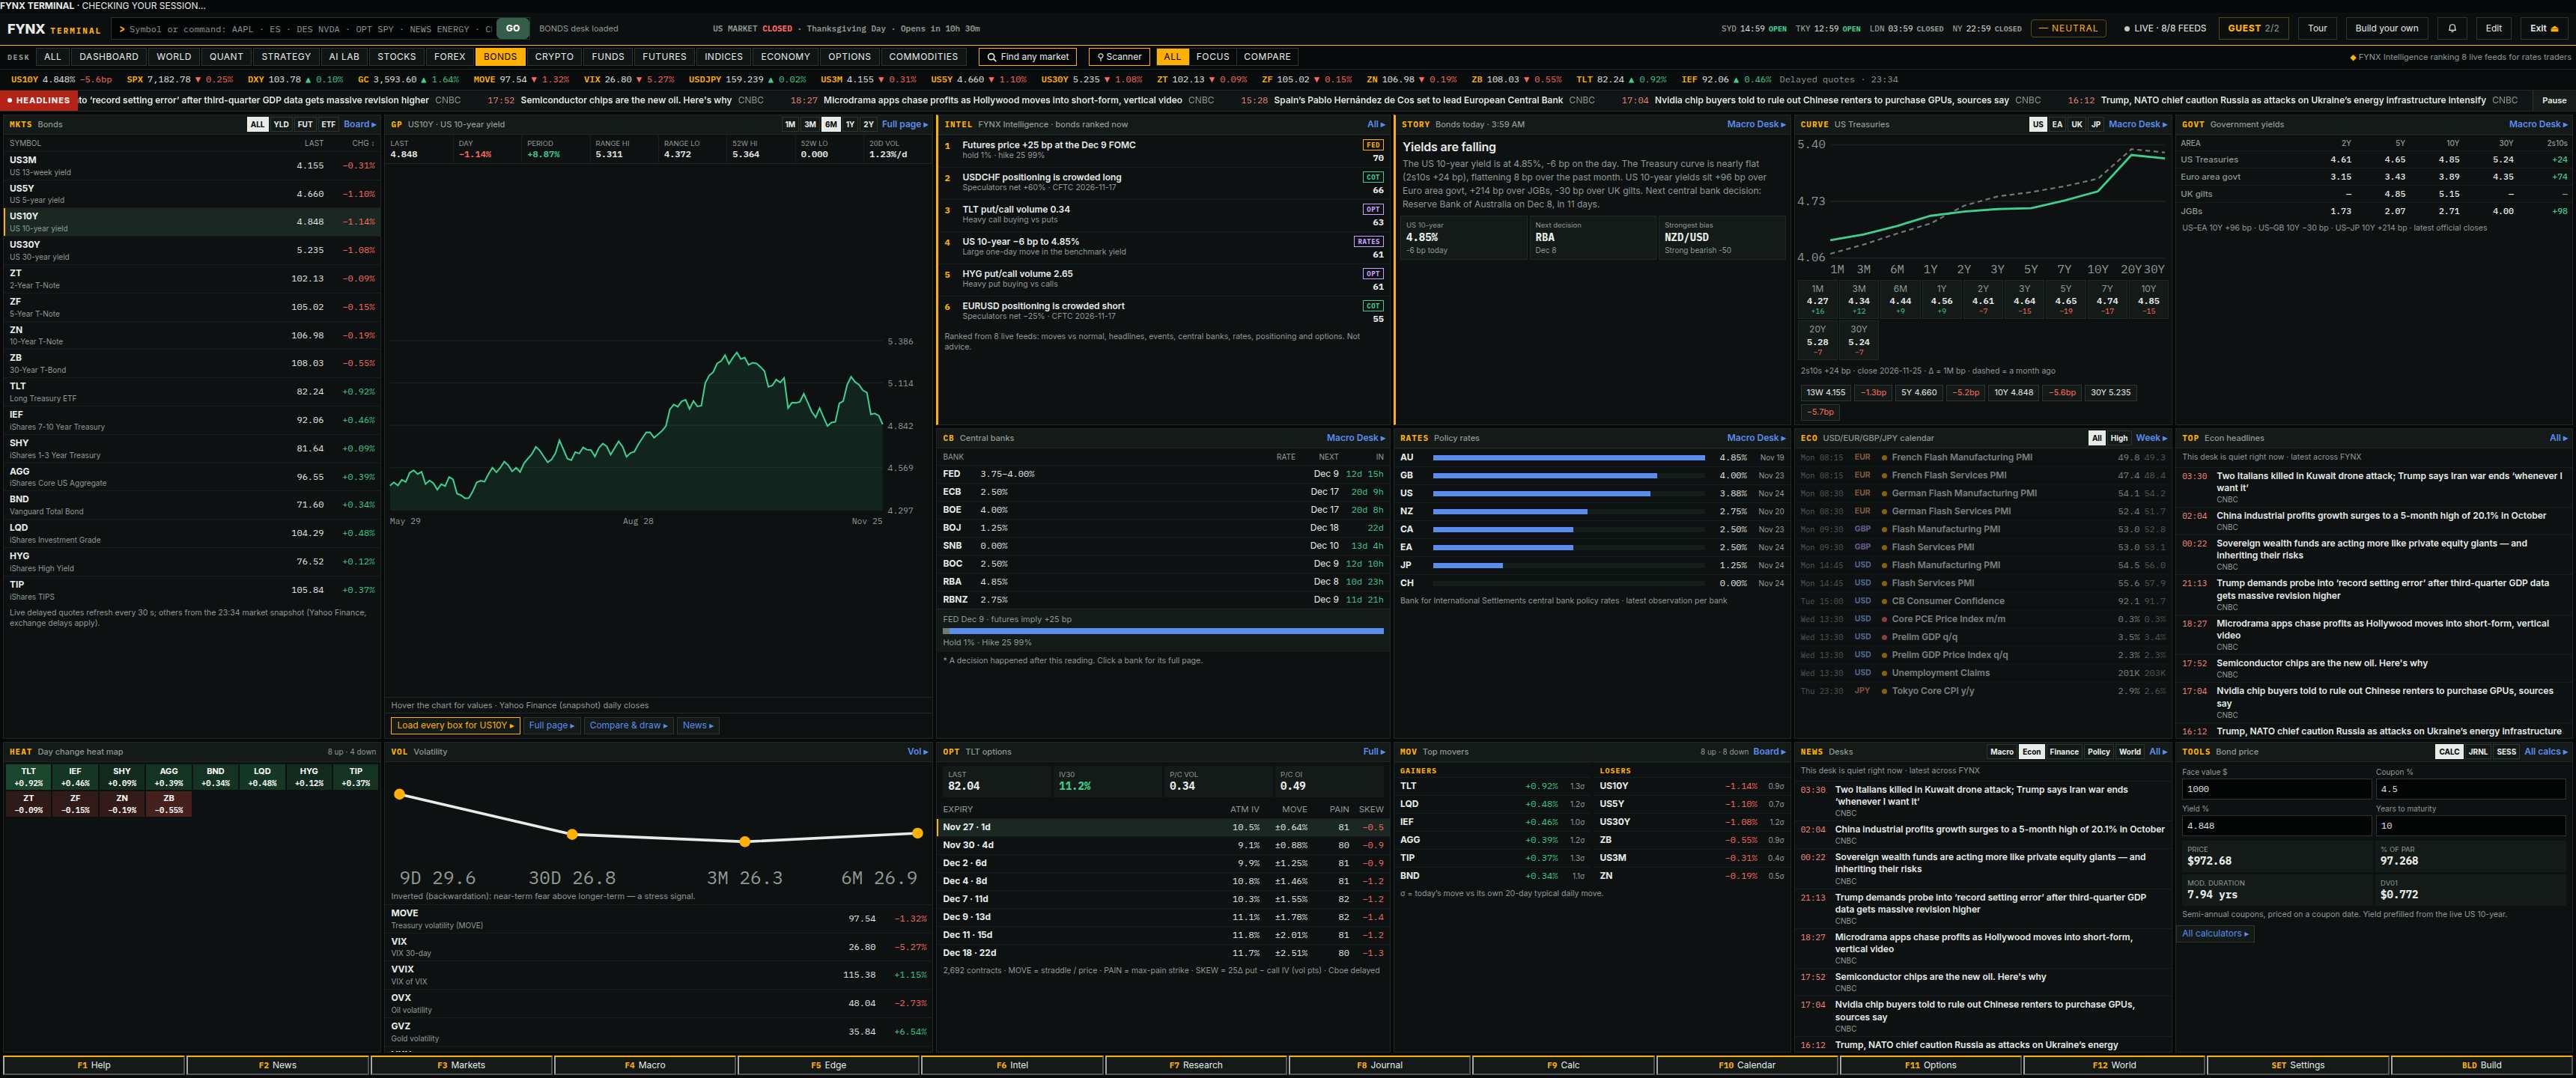 FYNX TERMINAL · CHECKING YOUR SESSION...
FYNX TERMINAL > Symbol or command: AAPL · ES · DES NVDA · OPT SPY · NEWS ENERGY · C GO BONDS desk loaded US MARKET CLOSED · Thanksgiving Day · Opens in 10h 30m SYD 14:59 OPEN TKY 12:59 OPEN LDN 03:59 CLOSED NY 22:59 CLOSED — NEUTRAL ● LIVE · 8/8 FEEDS GUEST 2/2 Tour Build your own Edit Exit
DESK ALL DASHBOARD WORLD QUANT STRATEGY AI LAB STOCKS FOREX BONDS CRYPTO FUNDS FUTURES INDICES ECONOMY OPTIONS COMMODITIES Find any market Scanner ALL FOCUS COMPARE ◆ FYNX Intelligence ranking 8 live feeds for rates traders
US10Y 4.848% −5.6bp SPX 7,182.78 ▼ 0.25% DXY 103.78 ▲ 0.10% GC 3,593.60 ▲ 1.64% MOVE 97.54 ▼ 1.32% VIX 26.80 ▼ 5.27% USDJPY 159.239 ▲ 0.02% US3M 4.155 ▼ 0.31% US5Y 4.660 ▼ 1.10% US30Y 5.235 ▼ 1.08% ZT 102.13 ▼ 0.09% ZF 105.02 ▼ 0.15% ZN 106.98 ▼ 0.19% ZB 108.03 ▼ 0.55% TLT 82.24 ▲ 0.92% IEF 92.06 ▲ 0.46% Delayed quotes · 23:34
● HEADLINES to ‘record setting error’ after third-quarter GDP data gets massive revision higher CNBC 17:52 Semiconductor chips are the new oil. Here's why CNBC 18:27 Microdrama apps chase profits as Hollywood moves into short-form, vertical video CNBC 15:28 Spain's Pablo Hernández de Cos set to lead European Central Bank CNBC 17:04 Nvidia chip buyers told to rule out Chinese renters to purchase GPUs, sources say CNBC 16:12 Trump, NATO chief caution Russia as attacks on Ukraine's energy infrastructure intensify CNBC Pause
MKTS Bonds ALL YLD FUT ETF Board ▸
SYMBOL LAST CHG ↕
US3M 4.155 −0.31%
US 13-week yield
US5Y 4.660 −1.10%
US 5-year yield
US10Y 4.848 −1.14%
US 10-year yield
US30Y 5.235 −1.08%
US 30-year yield
ZT 102.13 −0.09%
2-Year T-Note
ZF 105.02 −0.15%
5-Year T-Note
ZN 106.98 −0.19%
10-Year T-Note
ZB 108.03 −0.55%
30-Year T-Bond
TLT 82.24 +0.92%
Long Treasury ETF
IEF 92.06 +0.46%
iShares 7-10 Year Treasury
SHY 81.64 +0.09%
iShares 1-3 Year Treasury
AGG 96.55 +0.39%
iShares Core US Aggregate
BND 71.60 +0.34%
Vanguard Total Bond
LQD 104.29 +0.48%
iShares Investment Grade
HYG 76.52 +0.12%
iShares High Yield
TIP 105.84 +0.37%
iShares TIPS
Live delayed quotes refresh every 30 s; others from the 23:34 market snapshot (Yahoo Finance,
exchange delays apply).
GP US10Y · US 10-year yield 1M 3M 6M 1Y 2Y Full page ▸
LAST DAY PERIOD RANGE HI RANGE LO 52W HI 52W LO 20D VOL
4.848 −1.14% +8.87% 5.311 4.372 5.364 0.000 1.23%/d
5.386
5.114
4.842
4.569
4.297
May 29 Aug 28 Nov 25
Hover the chart for values · Yahoo Finance (snapshot) daily closes
Load every box for US10Y ▸ Full page ▸ Compare & draw ▸ News ▸
INTEL FYNX Intelligence · bonds ranked now All ▸
1 Futures price +25 bp at the Dec 9 FOMC FED
hold 1% · hike 25 99% 70
2 USDCHF positioning is crowded long COT
Speculators net +60% · CFTC 2026-11-17 66
3 TLT put/call volume 0.34 OPT
Heavy call buying vs puts 63
4 US 10-year −6 bp to 4.85% RATES
Large one-day move in the benchmark yield 61
5 HYG put/call volume 2.65 OPT
Heavy put buying vs calls 61
6 EURUSD positioning is crowded short COT
Speculators net −25% · CFTC 2026-11-17 55
Ranked from 8 live feeds: moves vs normal, headlines, events, central banks, rates, positioning and options. Not
advice.
STORY Bonds today · 3:59 AM Macro Desk ▸
Yields are falling
The US 10-year yield is at 4.85%, −6 bp on the day. The Treasury curve is nearly flat
(2s10s +24 bp), flattening 8 bp over the past month. US 10-year yields sit +96 bp over
Euro area govt, +214 bp over JGBs, -30 bp over UK gilts. Next central bank decision:
Reserve Bank of Australia on Dec 8, in 11 days.
US 10-year Next decision Strongest bias
4.85% RBA NZD/USD
−6 bp today Dec 8 Strong bearish -50
CURVE US Treasuries US EA UK JP Macro Desk ▸
5.40
4.73
4.06
1M 3M 6M 1Y 2Y 3Y 5Y 7Y 10Y 20Y 30Y
1M 3M 6M 1Y 2Y 3Y 5Y 7Y 10Y
4.27 4.34 4.44 4.56 4.61 4.64 4.65 4.74 4.85
+16 +12 +9 +9 −7 −15 −19 −17 −15
20Y 30Y
5.28 5.24
−7 −7
2s10s +24 bp · close 2026-11-25 · Δ = 1M bp · dashed = a month ago
13W 4.155 −1.3bp 5Y 4.660 −5.2bp 10Y 4.848 −5.6bp 30Y 5.235
−5.7bp
GOVT Government yields Macro Desk ▸
AREA 2Y 5Y 10Y 30Y 2s10s
US Treasuries 4.61 4.65 4.85 5.24 +24
Euro area govt 3.15 3.43 3.89 4.35 +74
UK gilts — 4.85 5.15 — —
JGBs 1.73 2.07 2.71 4.00 +98
US–EA 10Y +96 bp · US–GB 10Y −30 bp · US–JP 10Y +214 bp · latest official closes
CB Central banks Macro Desk ▸
BANK RATE NEXT IN
FED 3.75–4.00% Dec 9 12d 15h
ECB 2.50% Dec 17 20d 9h
BOE 4.00% Dec 17 20d 8h
BOJ 1.25% Dec 18 22d
SNB 0.00% Dec 10 13d 4h
BOC 2.50% Dec 9 12d 10h
RBA 4.85% Dec 8 10d 23h
RBNZ 2.75% Dec 9 11d 21h
FED Dec 9 · futures imply +25 bp
Hold 1% · Hike 25 99%
* A decision happened after this reading. Click a bank for its full page.
RATES Policy rates Macro Desk ▸
AU 4.85% Nov 19
GB 4.00% Nov 23
US 3.88% Nov 24
NZ 2.75% Nov 20
CA 2.50% Nov 23
EA 2.50% Nov 24
JP 1.25% Nov 24
CH 0.00% Nov 24
Bank for International Settlements central bank policy rates · latest observation per bank
ECO USD/EUR/GBP/JPY calendar All High Week ▸
Mon 08:15 EUR French Flash Manufacturing PMI 49.8 49.3
Mon 08:15 EUR French Flash Services PMI 47.4 48.4
Mon 08:30 EUR German Flash Manufacturing PMI 54.1 54.2
Mon 08:30 EUR German Flash Services PMI 52.4 51.7
Mon 09:30 GBP Flash Manufacturing PMI 53.0 52.8
Mon 09:30 GBP Flash Services PMI 53.0 53.1
Mon 14:45 USD Flash Manufacturing PMI 54.5 56.0
Mon 14:45 USD Flash Services PMI 55.6 57.9
Tue 15:00 USD CB Consumer Confidence 92.1 91.7
Wed 13:30 USD Core PCE Price Index m/m 0.3% 0.3%
Wed 13:30 USD Prelim GDP q/q 3.5% 3.4%
Wed 13:30 USD Prelim GDP Price Index q/q 2.3% 2.3%
Wed 13:30 USD Unemployment Claims 201K 203K
Thu 23:30 JPY Tokyo Core CPI y/y 2.9% 2.6%
TOP Econ headlines All ▸
This desk is quiet right now · latest across FYNX
03:30 Two Italians killed in Kuwait drone attack; Trump says Iran war ends ‘whenever I
want it’
CNBC
02:04 China industrial profits growth surges to a 5-month high of 20.1% in October
00:22 Sovereign wealth funds are acting more like private equity giants — and
inheriting their risks
CNBC
21:13 Trump demands probe into ‘record setting error’ after third-quarter GDP data
gets massive revision higher
CNBC
18:27 Microdrama apps chase profits as Hollywood moves into short-form, vertical
video
CNBC
17:52 Semiconductor chips are the new oil. Here's why
17:04 Nvidia chip buyers told to rule out Chinese renters to purchase GPUs, sources
say
CNBC
16:12 Trump, NATO chief caution Russia as attacks on Ukraine's energy infrastructure
HEAT Day change heat map 8 up · 4 down
TLT IEF SHY AGG BND LQD HYG TIP
+0.92% +0.46% +0.09% +0.39% +0.34% +0.48% +0.12% +0.37%
ZT ZF ZN ZB
−0.09% −0.15% −0.19% −0.55%
VOL Volatility Vol ▸
9D 29.6 30D 26.8 3M 26.3 6M 26.9
Inverted (backwardation): near-term fear above longer-term — a stress signal.
MOVE 97.54 −1.32%
Treasury volatility (MOVE)
VIX 26.80 −5.27%
VIX 30-day
VVIX 115.38 +1.15%
VIX of VIX
OVX 48.04 −2.73%
Oil volatility
GVZ 35.84 +6.54%
Gold volatility
OPT TLT options Full ▸
LAST IV30 P/C VOL P/C OI
82.04 11.2% 0.34 0.49
EXPIRY ATM IV MOVE PAIN SKEW
Nov 27 · 1d 10.5% ±0.64% 81 −0.5
Nov 30 · 4d 9.1% ±0.88% 80 −0.9
Dec 2 · 6d 9.9% ±1.25% 81 −0.9
Dec 4 · 8d 10.8% ±1.46% 81 −1.2
Dec 7 · 11d 10.3% ±1.55% 82 −1.2
Dec 9 · 13d 11.1% ±1.78% 82 −1.4
Dec 11 · 15d 11.8% ±2.01% 81 −1.2
Dec 18 · 22d 11.7% ±2.51% 80 −1.3
2,692 contracts · MOVE = straddle / price · PAIN = max-pain strike · SKEW = 25Δ put − call IV (vol pts) · Cboe delayed
MOV Top movers 8 up · 8 down Board ▸
GAINERS LOSERS
TLT +0.92% 1.3σ US10Y −1.14% 0.9σ
LQD +0.48% 1.2σ US5Y −1.10% 0.7σ
IEF +0.46% 1.0σ US30Y −1.08% 1.2σ
AGG +0.39% 1.2σ ZB −0.55% 0.9σ
TIP +0.37% 1.3σ US3M −0.31% 0.4σ
BND +0.34% 1.1σ ZN −0.19% 0.5σ
σ = today's move vs its own 20-day typical daily move.
NEWS Desks Macro Econ Finance Policy World All ▸
This desk is quiet right now · latest across FYNX
03:30 Two Italians killed in Kuwait drone attack; Trump says Iran war ends
‘whenever I want it’
CNBC
02:04 China industrial profits growth surges to a 5-month high of 20.1% in October
00:22 Sovereign wealth funds are acting more like private equity giants — and
inheriting their risks
CNBC
21:13 Trump demands probe into ‘record setting error’ after third-quarter GDP
data gets massive revision higher
CNBC
18:27 Microdrama apps chase profits as Hollywood moves into short-form,
vertical video
CNBC
17:52 Semiconductor chips are the new oil. Here's why
CNBC
17:04 Nvidia chip buyers told to rule out Chinese renters to purchase GPUs,
sources say
CNBC
16:12 Trump, NATO chief caution Russia as attacks on Ukraine's energy
TOOLS Bond price CALC JRNL SESS All calcs ▸
Face value $ Coupon %
1000 4.5
Yield % Years to maturity
4.848 10
PRICE % OF PAR
$972.68 97.268
MOD. DURATION DV01
7.94 yrs $0.772
Semi-annual coupons, priced on a coupon date. Yield prefilled from the live US 10-year.
All calculators ▸
F1 Help F2 News F3 Markets F4 Macro F5 Edge F6 Intel F7 Research F8 Journal F9 Calc F10 Calendar F11 Options F12 World SET Settings BLD Build